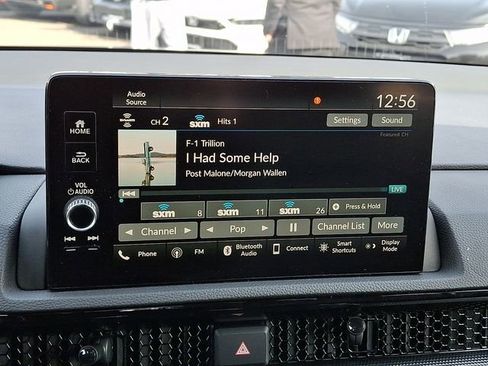 Audio Source
12:56
HOME
BACK
VOL
AUDIO
CH 2
sxm
Hits 1
Settings
Sound
Featured CH
F-1 Trillion
I Had Some Help
Post Malone/Morgan Wallen
LIVE
sxm 8
sxm 11
sxm 26
Press & Hold
Channel
Pop
Channel List
More
Phone
FM
Bluetooth Audio
Connect
Smart Shortcuts
Display Mode